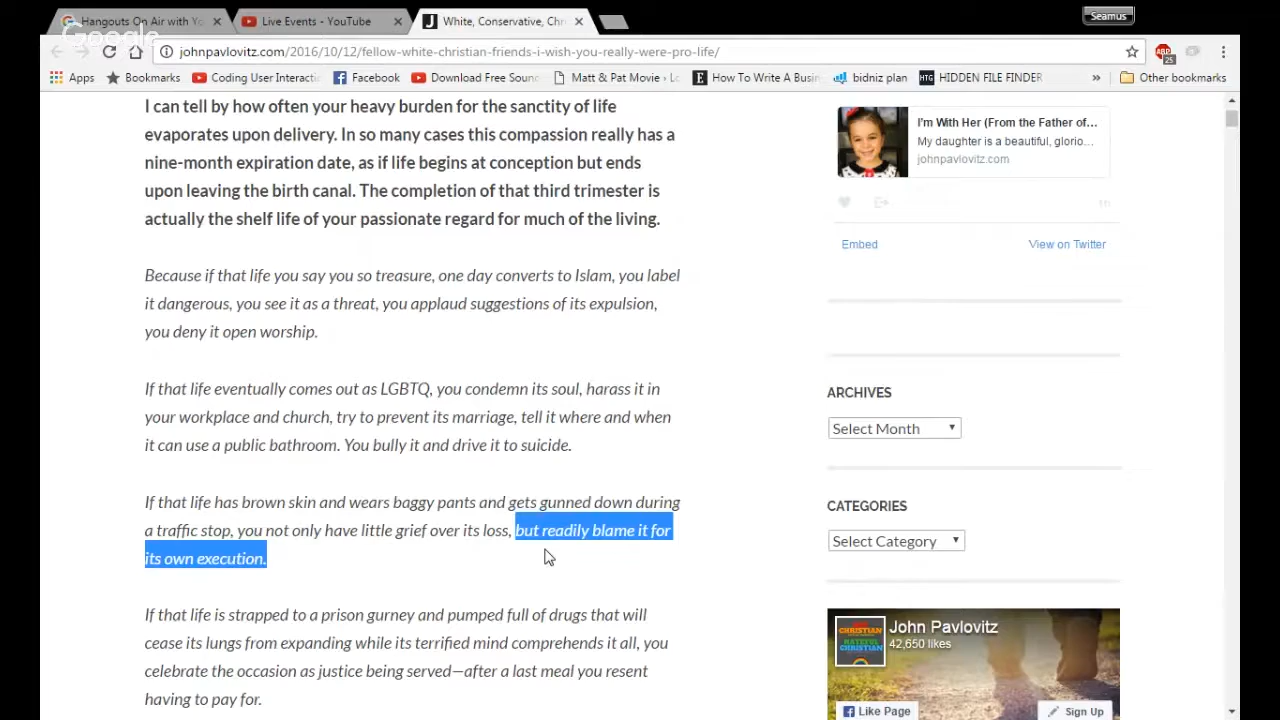 Seamus
Hangouts On Air with Yo
Live Events - YouTube
White, Conservative, Chr
Google
johnpavlovitz.com/2016/10/12/fellow-white-christian-friends-i-wish-you-really-were-pro-life/
ABP
25
Apps
Bookmarks
Coding User Interacti
Facebook
Download Free Soun
Matt & Pat Movie › Lo
How To Write A Busin
bidniz plan
HTG
HIDDEN FILE FINDER
»
Other bookmarks
I can tell by how often your heavy burden for the sanctity of life
evaporates upon delivery. In so many cases this compassion really has a
nine-month expiration date, as if life begins at conception but ends
upon leaving the birth canal. The completion of that third trimester is
actually the shelf life of your passionate regard for much of the living.
Because if that life you say you so treasure, one day converts to Islam, you label
it dangerous, you see it as a threat, you applaud suggestions of its expulsion,
you deny it open worship.
If that life eventually comes out as LGBTQ, you condemn its soul, harass it in
your workplace and church, try to prevent its marriage, tell it where and when
it can use a public bathroom. You bully it and drive it to suicide.
If that life has brown skin and wears baggy pants and gets gunned down during
a traffic stop, you not only have little grief over its loss, but readily blame it for
its own execution.
If that life is strapped to a prison gurney and pumped full of drugs that will
cease its lungs from expanding while its terrified mind comprehends it all, you
celebrate the occasion as justice being served—after a last meal you resent
having to pay for.
I'm With Her (From the Father of...
My daughter is a beautiful, glorio...
johnpavlovitz.com
1h
Embed
View on Twitter
ARCHIVES
Select Month
CATEGORIES
Select Category
John Pavlovitz
42,650 likes
CHRISTIAN
HATEFUL
CHRISTIAN
Like Page
Sign Up